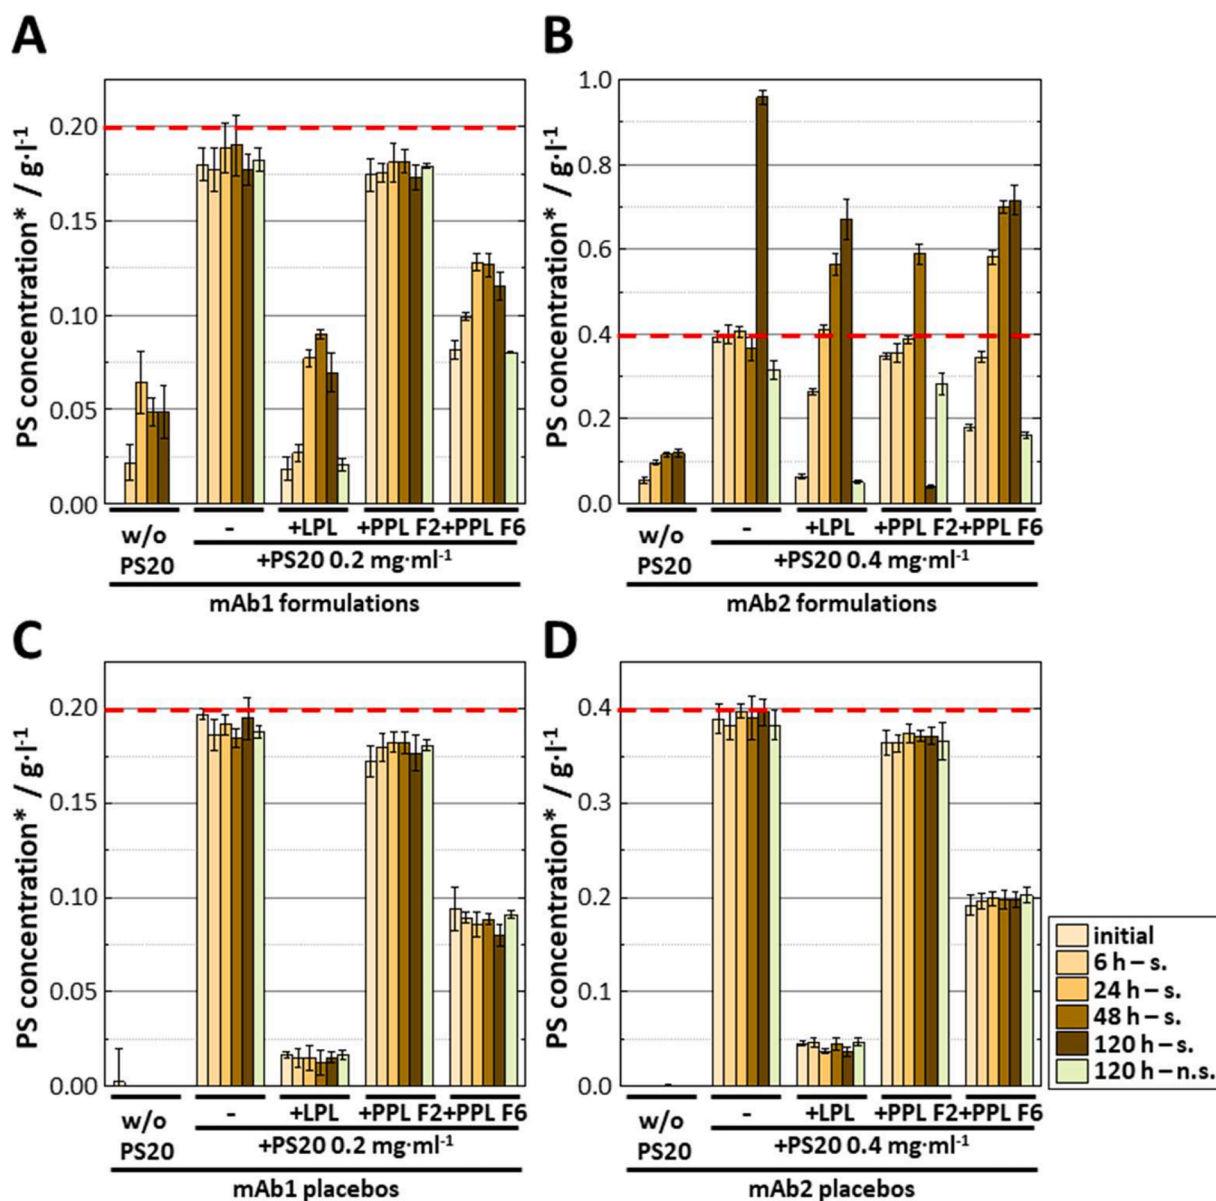 A
PS concentration* / g·l-1
0.20
0.15
0.10
0.05
0.00
w/o
PS20
-
+LPL
+PPL F2
+PPL F6
+PS20 0.2 mg·ml-1
mAb1 formulations
B
PS concentration* / g·l-1
1.0
0.8
0.6
0.4
0.2
0.0
w/o
PS20
-
+LPL
+PPL F2
+PPL F6
+PS20 0.4 mg·ml-1
mAb2 formulations
C
PS concentration* / g·l-1
0.20
0.15
0.10
0.05
0.00
w/o
PS20
-
+LPL
+PPL F2
+PPL F6
+PS20 0.2 mg·ml-1
mAb1 placebos
D
PS concentration* / g·l-1
0.4
0.3
0.2
0.1
0.0
w/o
PS20
-
+LPL
+PPL F2
+PPL F6
+PS20 0.4 mg·ml-1
mAb2 placebos
initial
6 h – s.
24 h – s.
48 h – s.
120 h – s.
120 h – n.s.